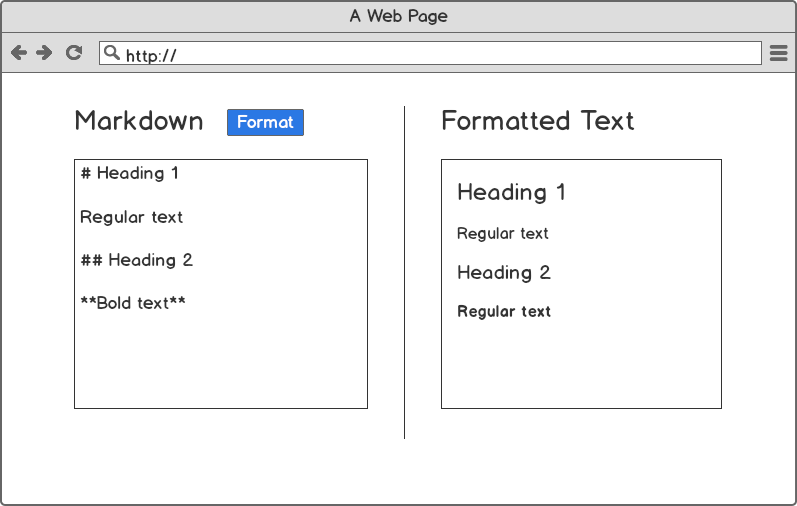 A Web Page
http://
Markdown
Format
# Heading 1
Regular text
## Heading 2
**Bold text**
Formatted Text
Heading 1
Regular text
Heading 2
Regular text